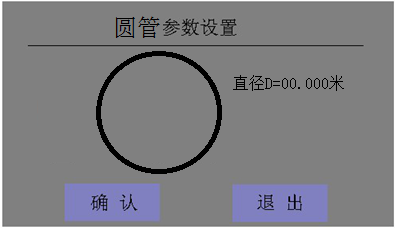 圆管参数设置
直径D=00.000米
确 认
退 出